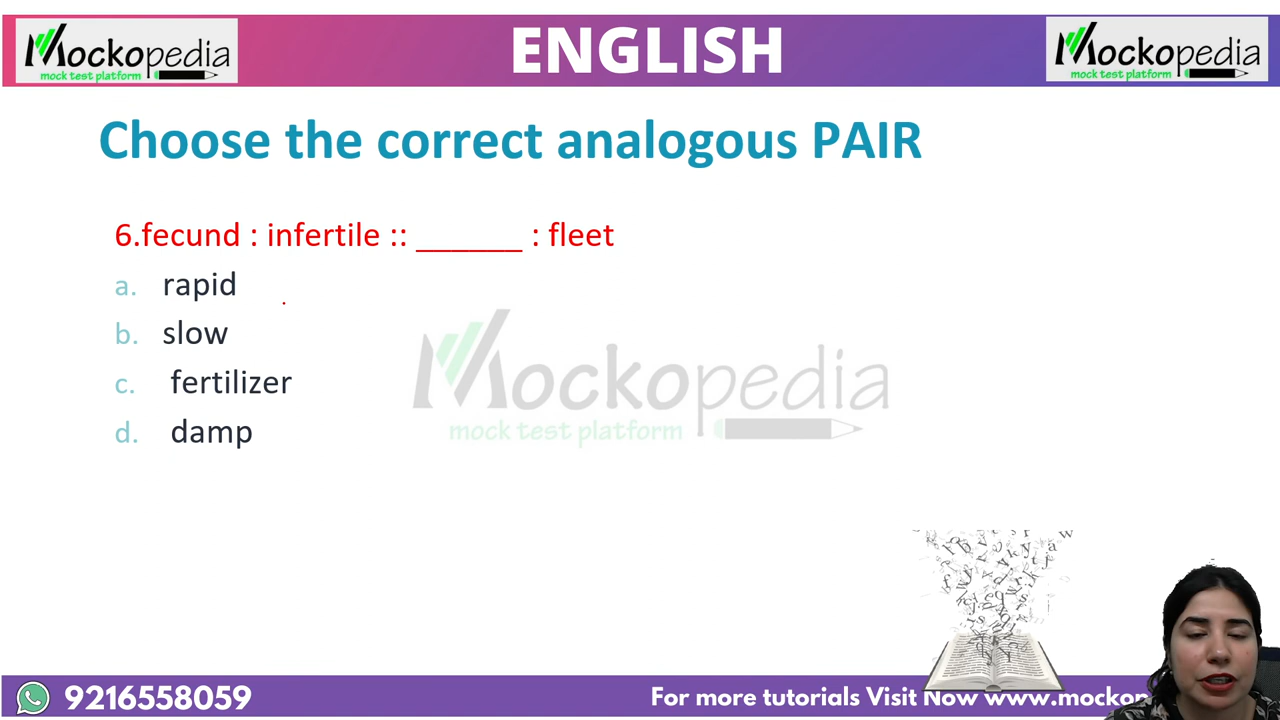 Mockopedia
mock test platform
ENGLISH
Mockopedia
mock test platform
Choose the correct analogous PAIR
6.fecund : infertile :: ______ : fleet
a. rapid
b. slow
c. fertilizer
d. damp
Mockopedia
mock test platform
9216558059
For more tutorials Visit Now www.mockop